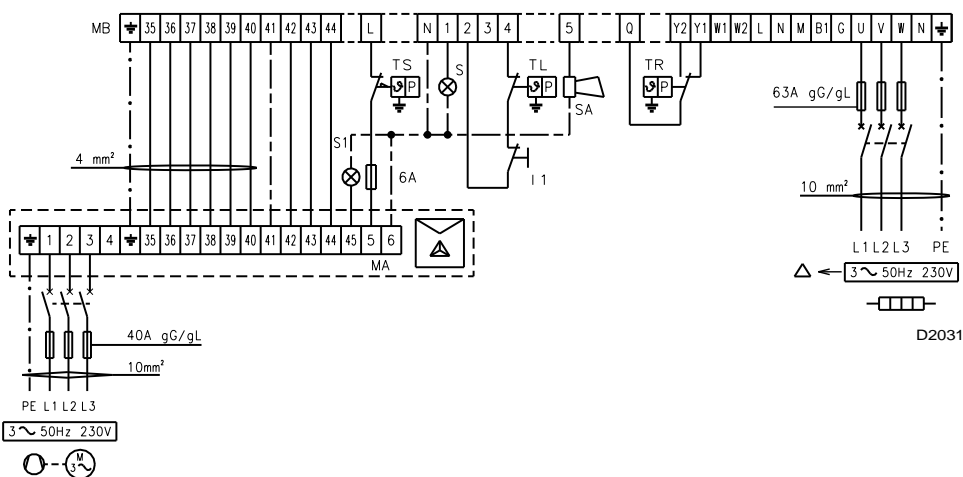 MB ⏚ 35 36 37 38 39 40 41 42 43 44 L N 1 2 3 4 5 Q Y2 Y1 W1 W2 L N M B1 G U V W N ⏚
TS S TL TR
ϑ P ϑ P ϑ P
SA
63A gG/gL
S1
4 mm²
6A
I1
10 mm²
⏚ 1 2 3 4 ⏚ 35 36 37 38 39 40 41 42 43 44 45 5 6
MA
L1 L2 L3 PE
Δ 3~ 50Hz 230V
40A gG/gL
D2031
10mm²
PE L1 L2 L3
3~ 50Hz 230V
M
3~